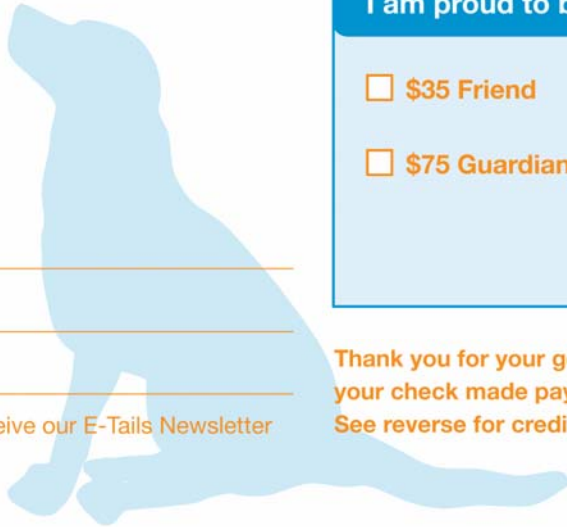 I am proud to b
$35 Friend
$75 Guardian
eive our E-Tails Newsletter
Thank you for your g
your check made pay
See reverse for credi